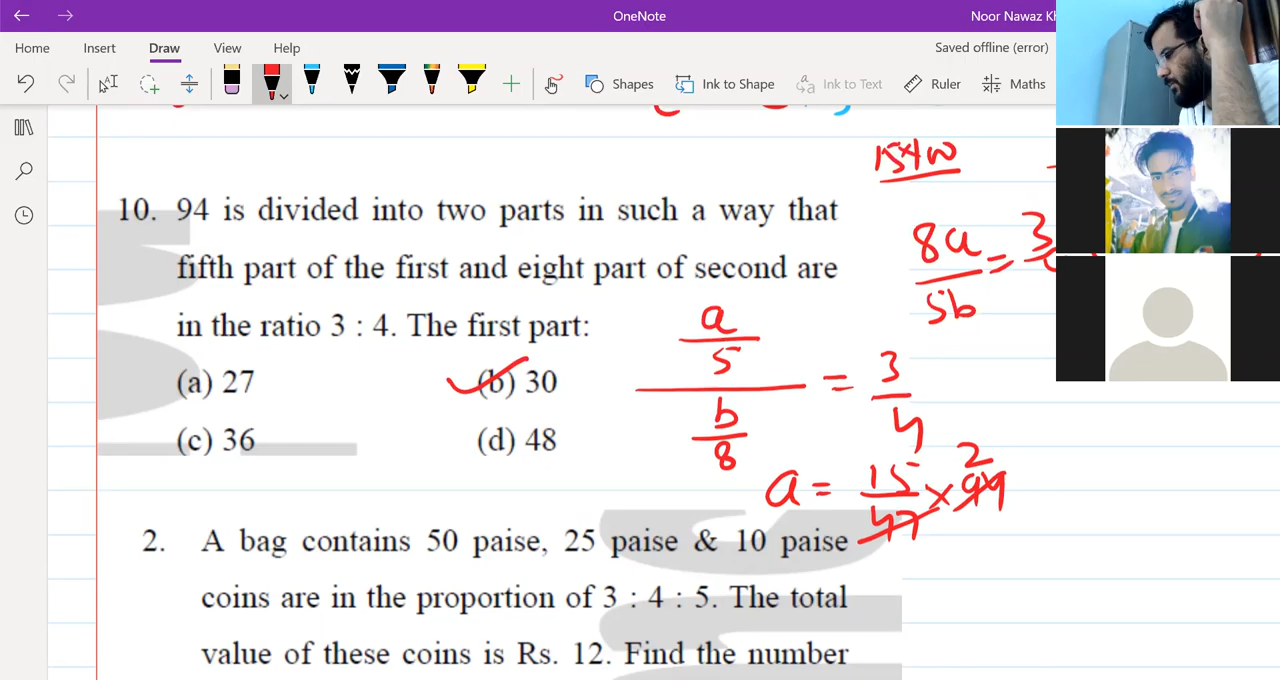 OneNote
Noor Nawaz Kh
Home Insert Draw View Help
Saved offline (error)
Shapes Ink to Shape Ink to Text Ruler Maths
10. 94 is divided into two parts in such a way that
fifth part of the first and eight part of second are
in the ratio 3 : 4. The first part:
(a) 27 (b) 30
(c) 36 (d) 48
8a/5b = 3/
a/5 / b/8 = 3/4
a = 15/47 × 94 2
2. A bag contains 50 paise, 25 paise & 10 paise
coins are in the proportion of 3 : 4 : 5. The total
value of these coins is Rs. 12. Find the number